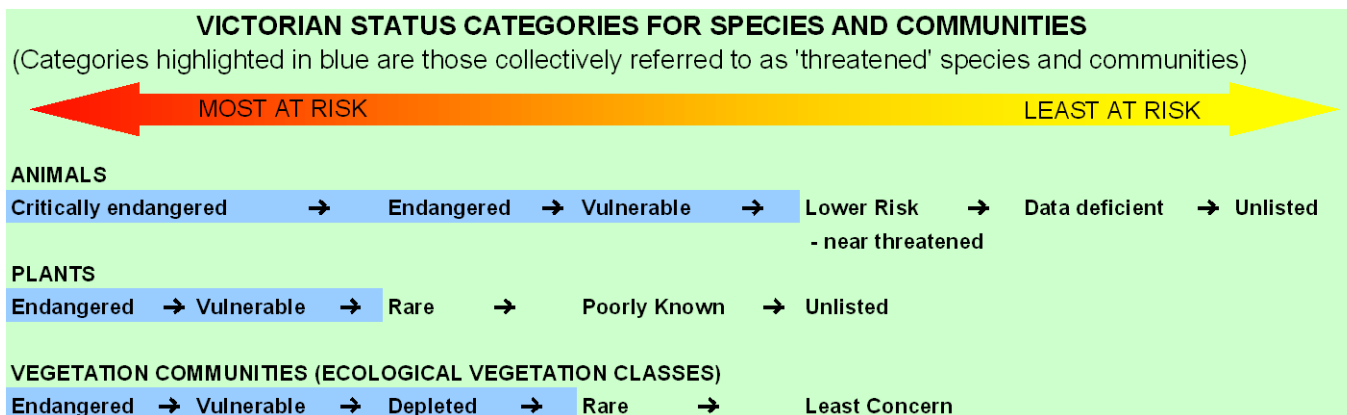 VICTORIAN STATUS CATEGORIES FOR SPECIES AND COMMUNITIES
(Categories highlighted in blue are those collectively referred to as 'threatened' species and communities)
MOST AT RISK LEAST AT RISK
ANIMALS
Critically endangered → Endangered → Vulnerable → Lower Risk → Data deficient → Unlisted
- near threatened
PLANTS
Endangered → Vulnerable → Rare → Poorly Known → Unlisted
VEGETATION COMMUNITIES (ECOLOGICAL VEGETATION CLASSES)
Endangered → Vulnerable → Depleted → Rare → Least Concern